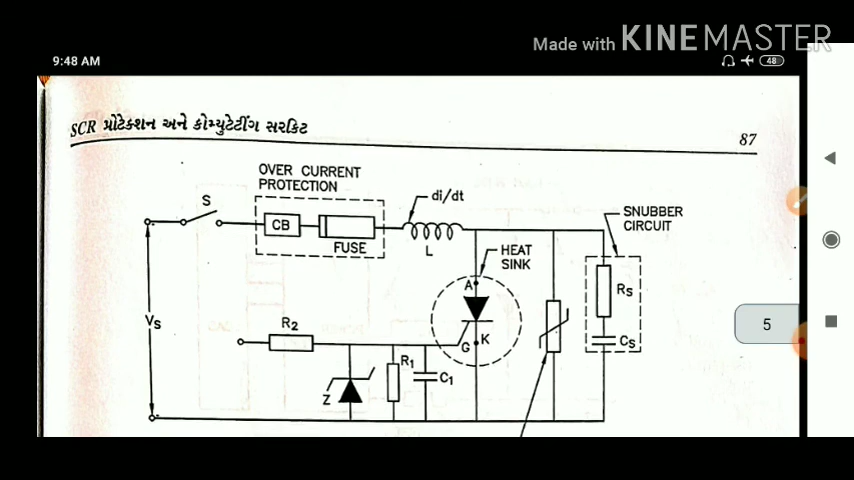 Made with KINEMASTER
9:48 AM
48
SCR પ્રોટેક્શન અને કોમ્યુટેટીંગ સરકિટ
87
OVER CURRENT
PROTECTION
di/dt
S
CB
FUSE
L
SNUBBER
CIRCUIT
HEAT
SINK
A
RS
VS
R2
G
K
CS
R1
C1
Z
5